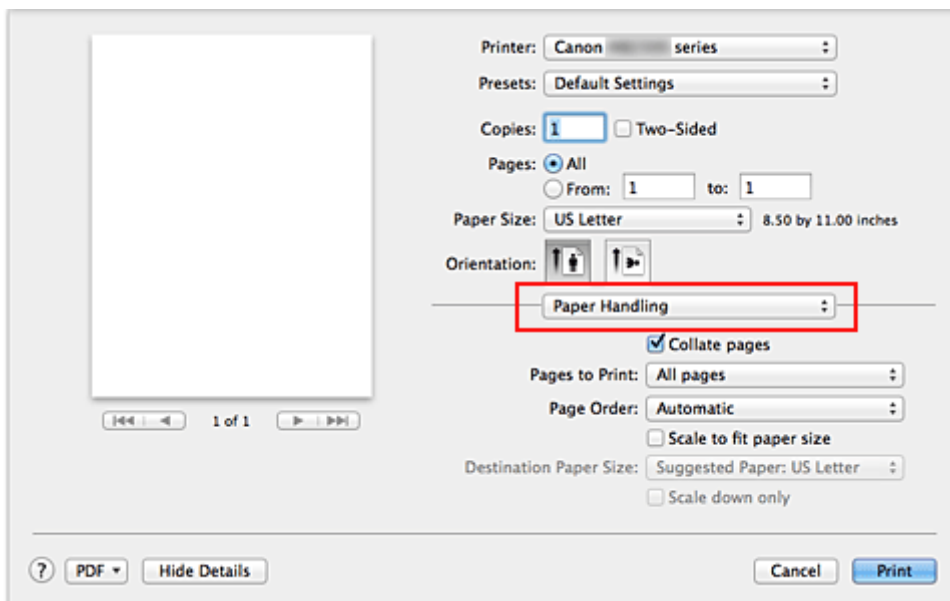 Printer: Canon series
Presets: Default Settings
Copies: 1 Two-Sided
Pages: All
From: 1 to: 1
Paper Size: US Letter 8.50 by 11.00 inches
Orientation:
Paper Handling
Collate pages
Pages to Print: All pages
Page Order: Automatic
1 of 1
Scale to fit paper size
Destination Paper Size: Suggested Paper: US Letter
Scale down only
? PDF Hide Details Cancel Print